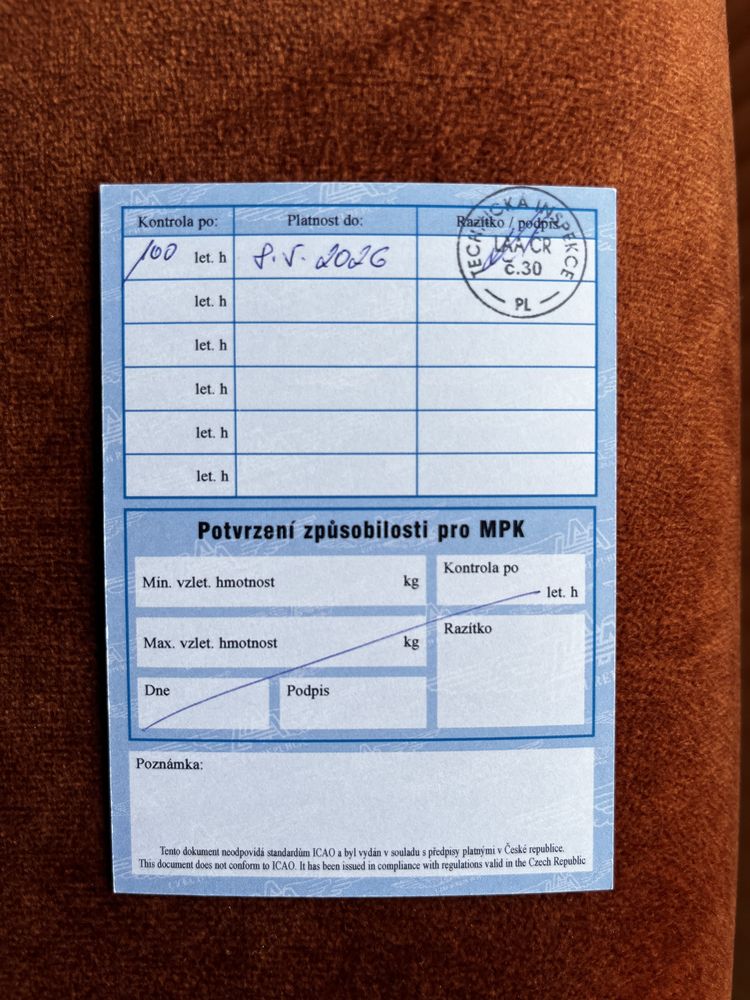 Kontrola po: Platnost do: Razítko / podpis
100 let. h 8. V. 2026
TECHNICKÁ INSPEKCE
LAA ČR
č.30
PL
let. h
let. h
let. h
let. h
let. h
Potvrzení způsobilosti pro MPK
Min. vzlet. hmotnost kg
Kontrola po
let. h
Max. vzlet. hmotnost kg
Razítko
Dne
Podpis
Poznámka:
Tento dokument neodpovídá standardům ICAO a byl vydán v souladu s předpisy platnými v České republice.
This document does not conform to ICAO. It has been issued in compliance with regulations valid in the Czech Republic